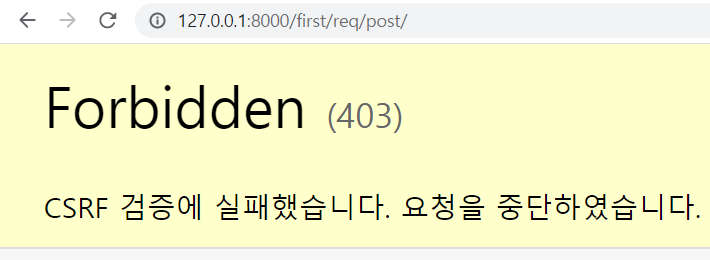 127.0.0.1:8000/first/req/post/
Forbidden (403)
CSRF 검증에 실패했습니다. 요청을 중단하였습니다.